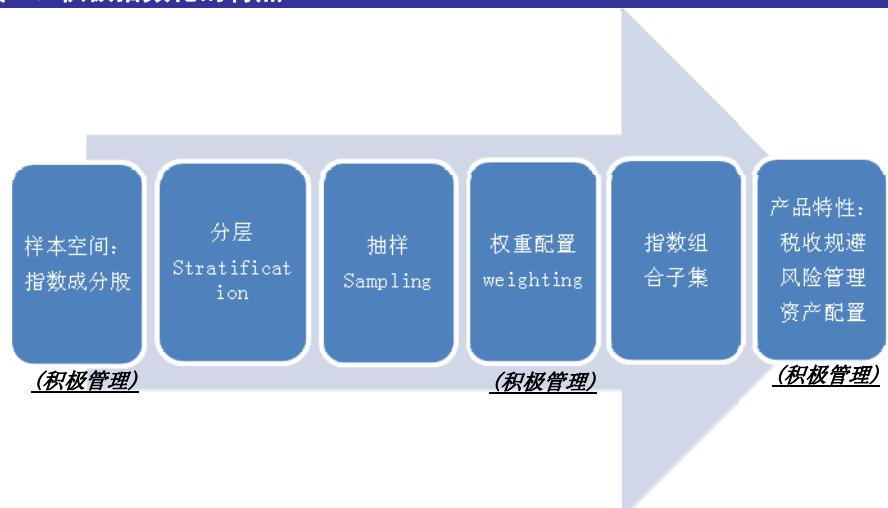 样本空间:
指数成分股
分层
Stratificat
ion
抽样
Sampling
权重配置
weighting
指数组
合子集
产品特性:
税收规避
风险管理
资产配置
(积极管理)
(积极管理)
(积极管理)